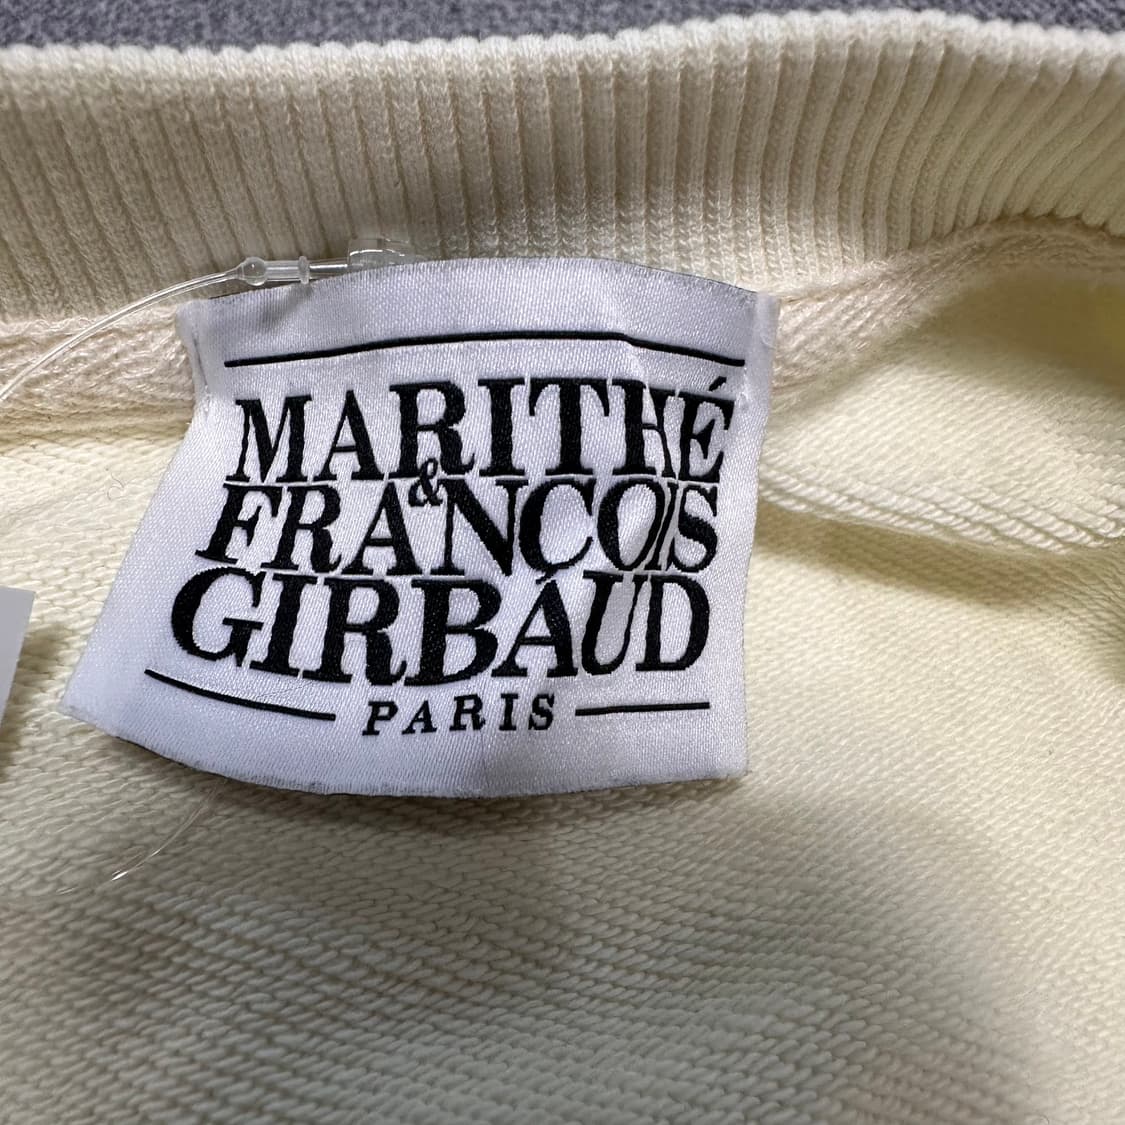 MARITHÉ
&
FRANÇOIS
GIRBAUD
PARIS